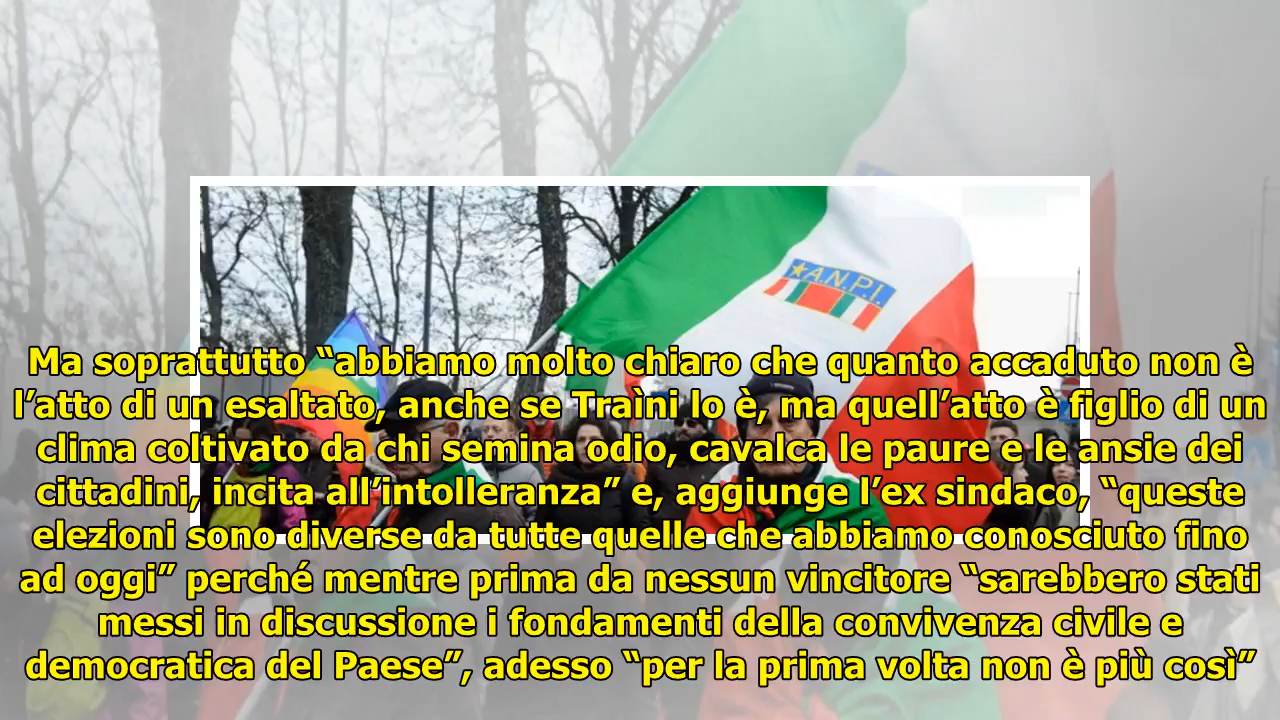 A.N.P.I.
Ma soprattutto “abbiamo molto chiaro che quanto accaduto non è
l’atto di un esaltato, anche se Traìni lo è, ma quell’atto è figlio di un
clima coltivato da chi semina odio, cavalca le paure e le ansie dei
cittadini, incita all’intolleranza” e, aggiunge l’ex sindaco, “queste
elezioni sono diverse da tutte quelle che abbiamo conosciuto fino
ad oggi” perché mentre prima da nessun vincitore “sarebbero stati
messi in discussione i fondamenti della convivenza civile e
democratica del Paese”, adesso “per la prima volta non è più così”